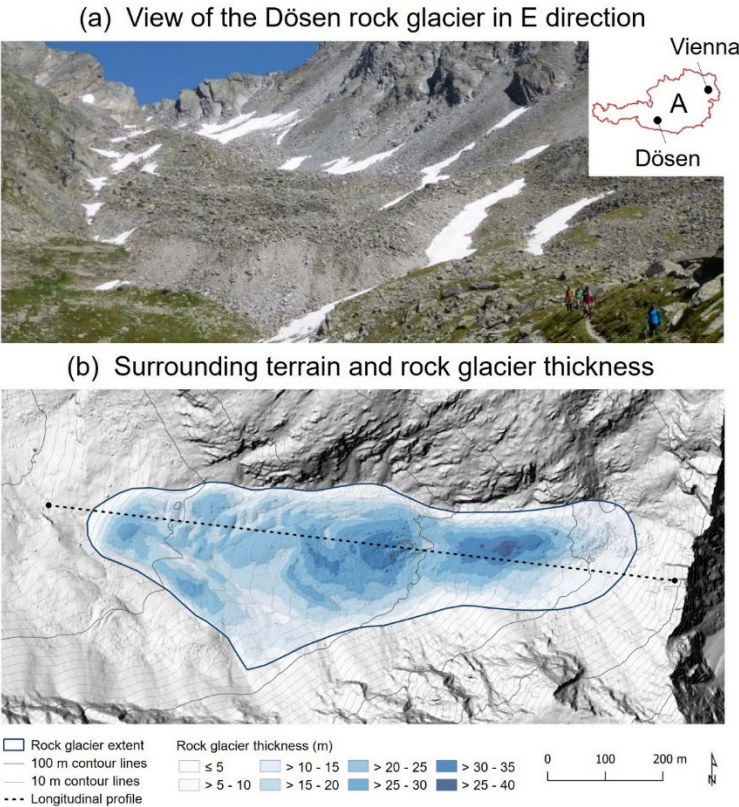 (a) View of the Dösen rock glacier in E direction
Vienna
A
Dösen
(b) Surrounding terrain and rock glacier thickness
Rock glacier extent
100 m contour lines
10 m contour lines
Longitudinal profile
Rock glacier thickness (m)
≤ 5
> 10 - 15
> 20 - 25
> 30 - 35
> 5 - 10
> 15 - 20
> 25 - 30
> 25 - 40
0 100 200 m
N